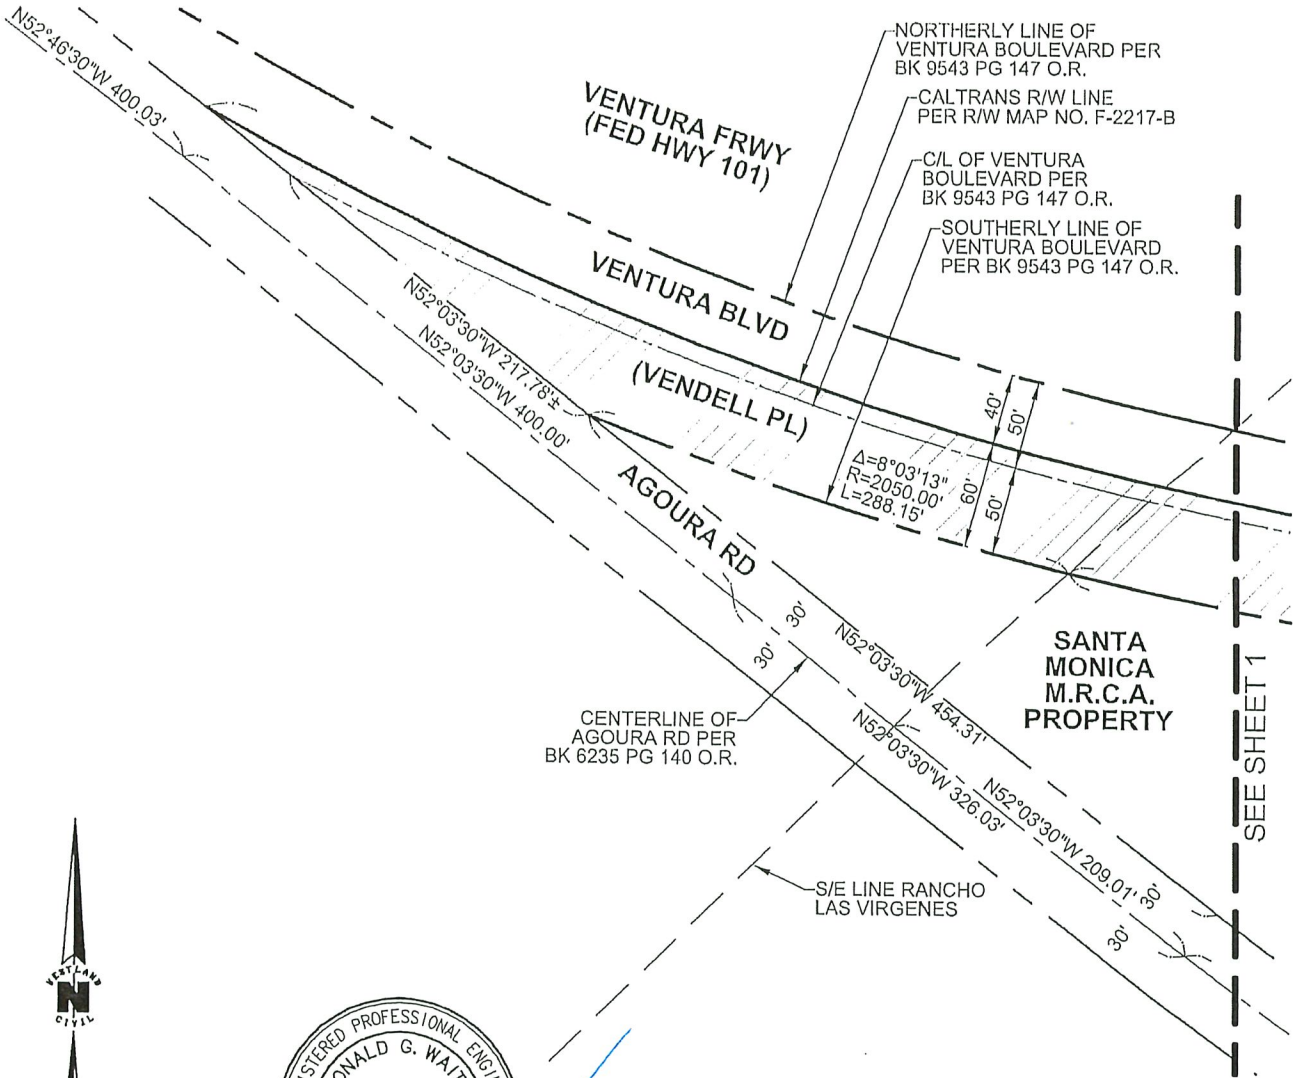 N52°46'30"W 400.03'
NORTHERLY LINE OF
VENTURA BOULEVARD PER
BK 9543 PG 147 O.R.
CALTRANS R/W LINE
PER R/W MAP NO. F-2217-B
C/L OF VENTURA
BOULEVARD PER
BK 9543 PG 147 O.R.
SOUTHERLY LINE OF
VENTURA BOULEVARD
PER BK 9543 PG 147 O.R.
VENTURA FRWY
(FED HWY 101)
VENTURA BLVD
(VENDELL PL)
N52°03'30"W 217.78'±
N52°03'30"W 400.00'
40'
50'
60'
50'
Δ=8°03'13"
R=2050.00'
L=288.15'
AGOURA RD
30'
30'
N52°03'30"W 454.31'
SANTA
MONICA
M.R.C.A.
PROPERTY
SEE SHEET 1
CENTERLINE OF
AGOURA RD PER
BK 6235 PG 140 O.R.
N52°03'30"W 326.03'
N52°03'30"W 209.01'
30'
30'
S/E LINE RANCHO
LAS VIRGENES
VESTLAND
N
CIVIL
PROFESSIONAL
G.